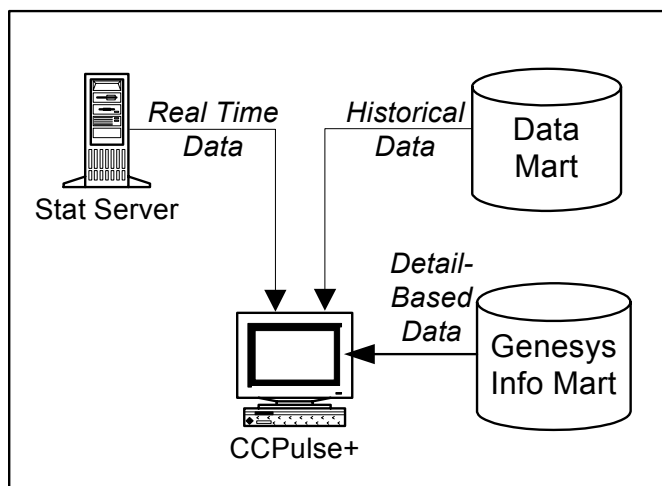 Real Time
Data
Stat Server
Historical
Data
Data
Mart
Detail-
Based
Data
Genesys
Info Mart
CCPulse+